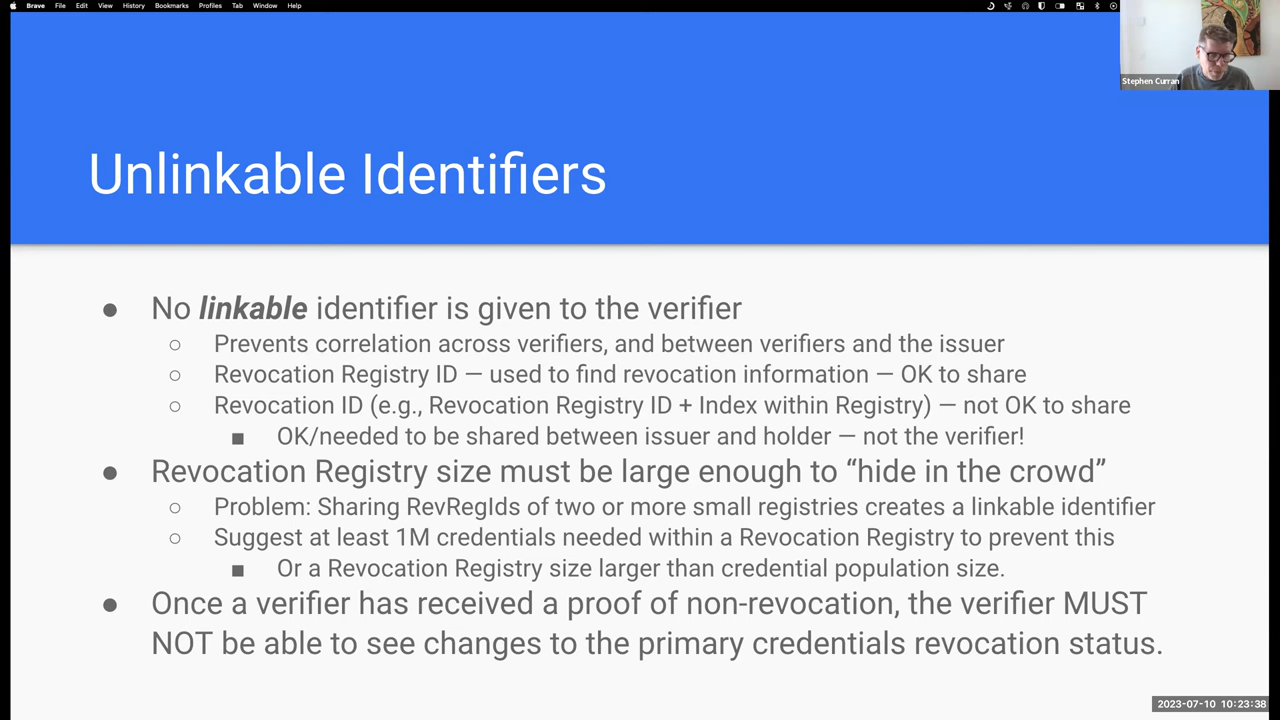 Brave File Edit View History Bookmarks Profiles Tab Window Help
Stephen Curran
Unlinkable Identifiers
● No linkable identifier is given to the verifier
○ Prevents correlation across verifiers, and between verifiers and the issuer
○ Revocation Registry ID — used to find revocation information — OK to share
○ Revocation ID (e.g., Revocation Registry ID + Index within Registry) — not OK to share
■ OK/needed to be shared between issuer and holder — not the verifier!
● Revocation Registry size must be large enough to “hide in the crowd”
○ Problem: Sharing RevRegIds of two or more small registries creates a linkable identifier
○ Suggest at least 1M credentials needed within a Revocation Registry to prevent this
■ Or a Revocation Registry size larger than credential population size.
● Once a verifier has received a proof of non-revocation, the verifier MUST
NOT be able to see changes to the primary credentials revocation status.
2023-07-10 10:23:38